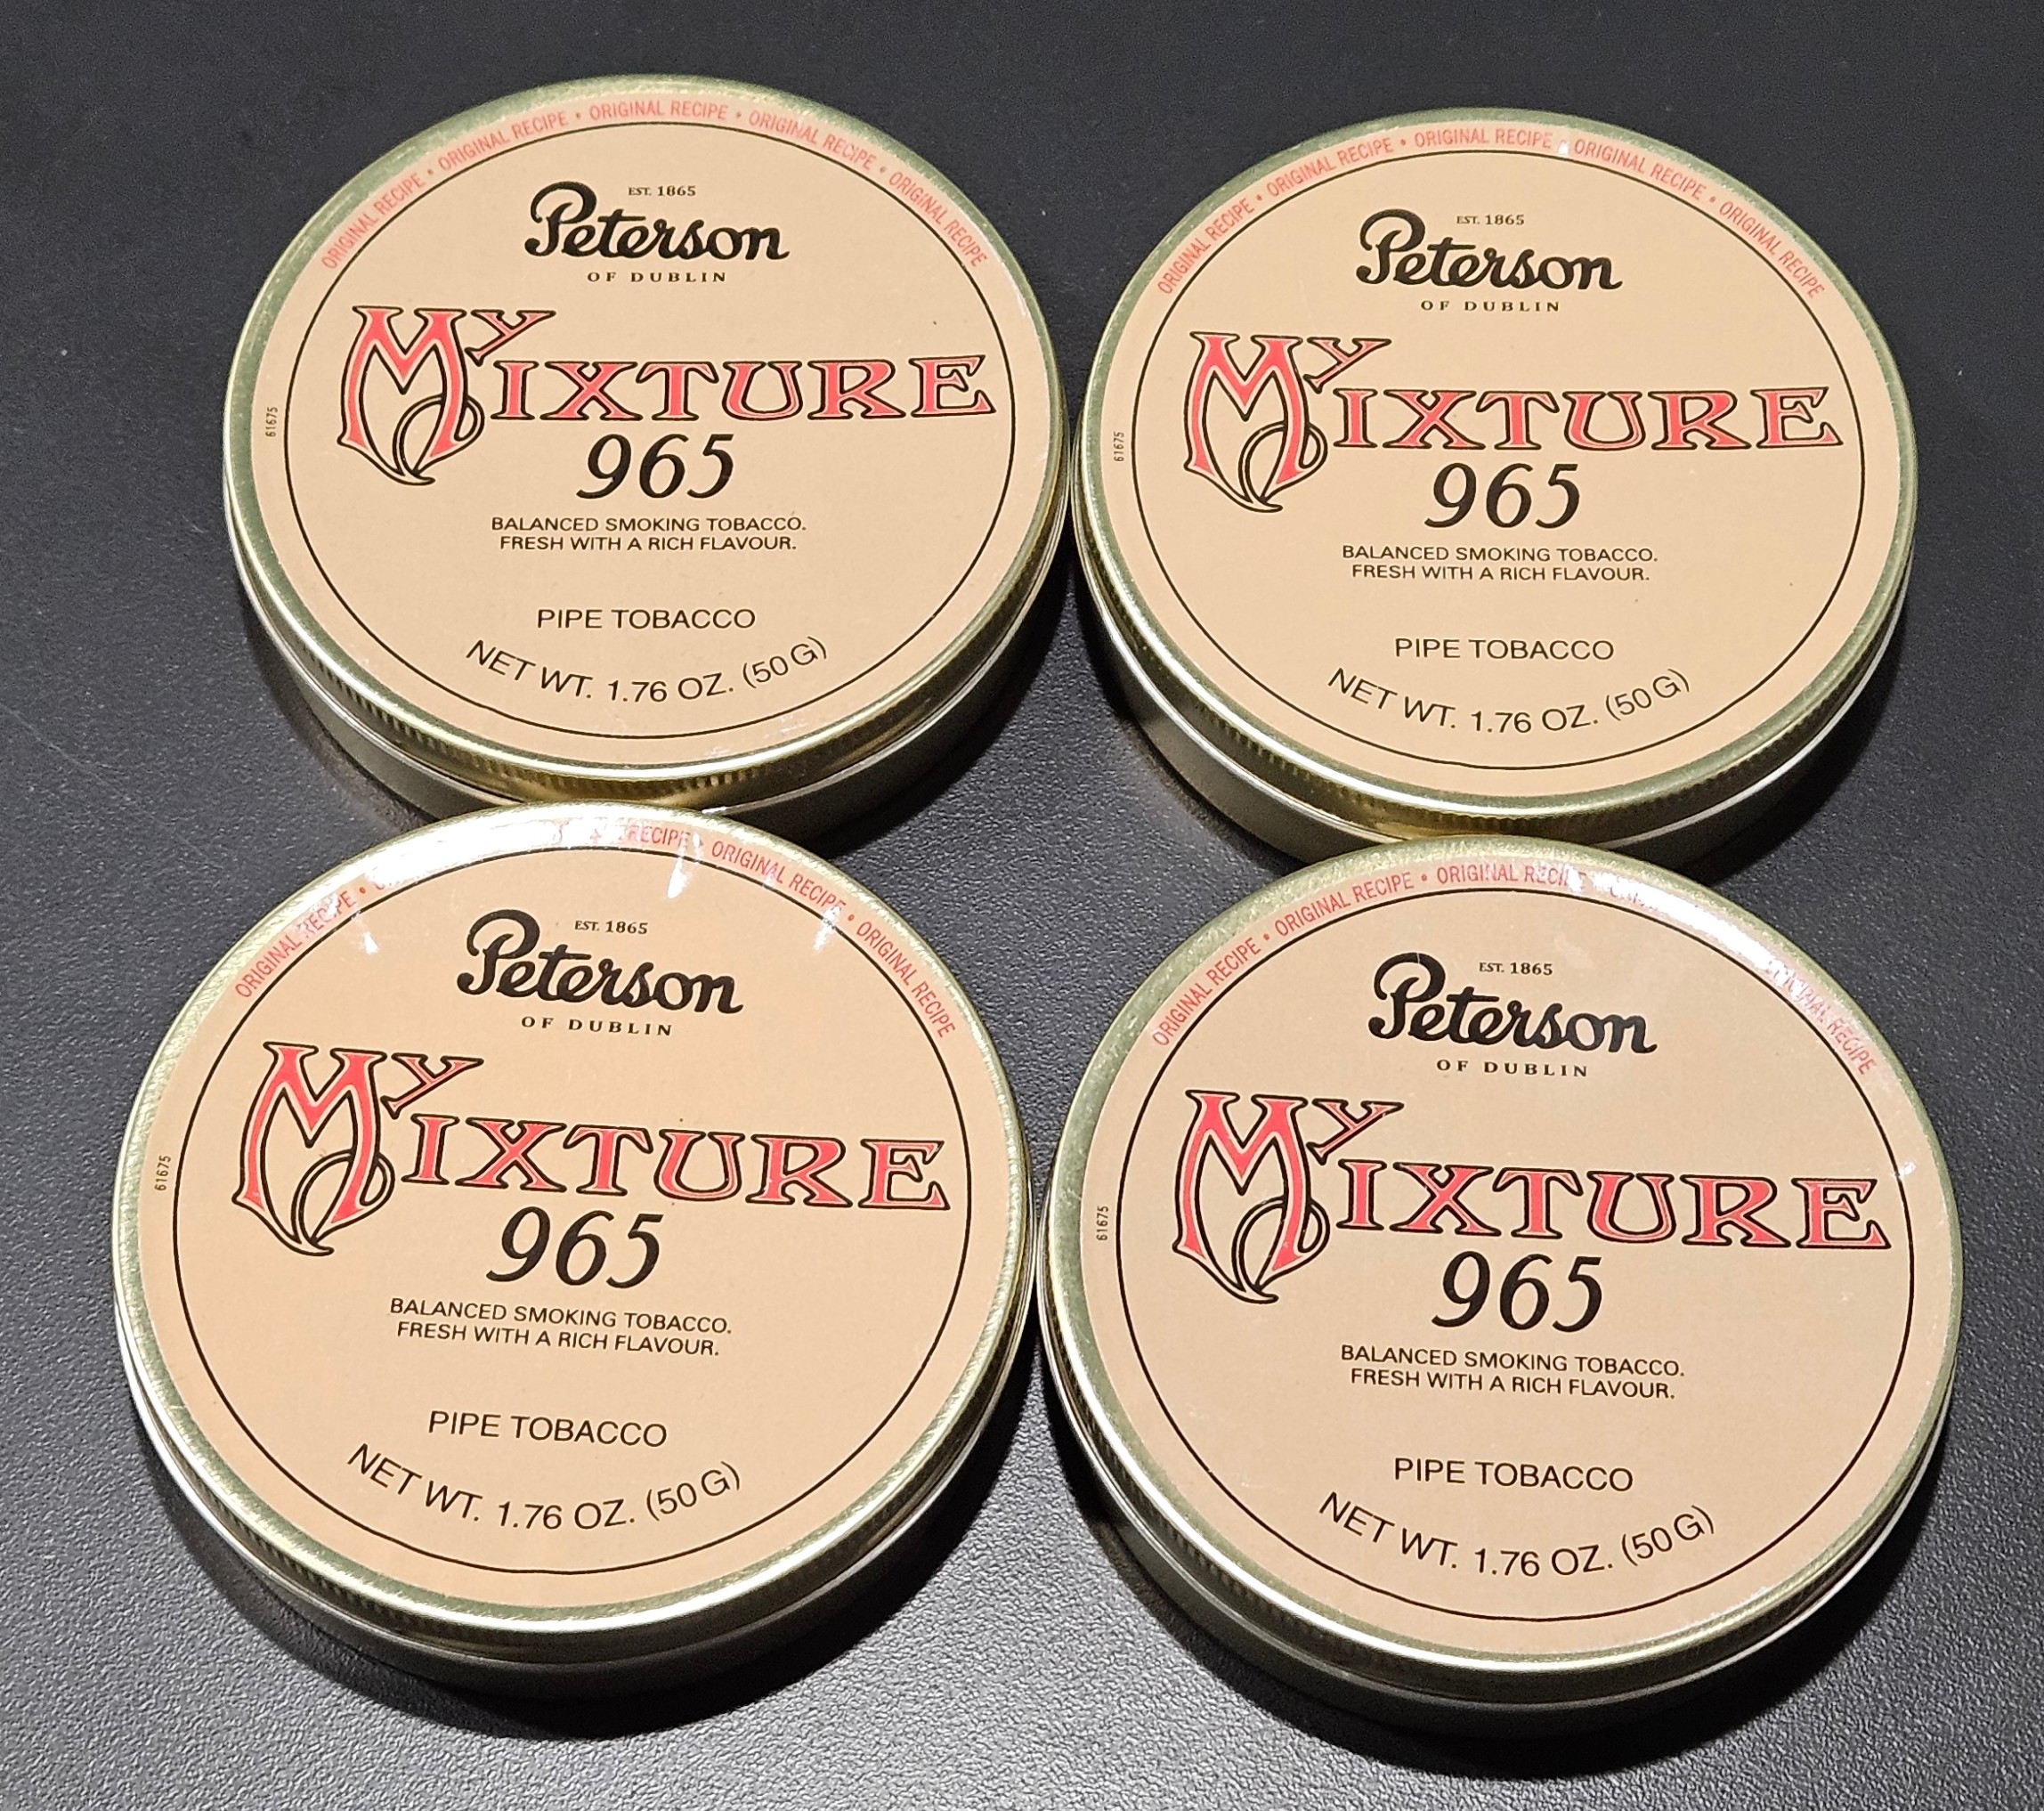 ORIGINAL RECIPE • ORIGINAL RECIPE • ORIGINAL RECIPE • ORIGINAL RECIPE • ORIGINAL RECIPE
EST. 1865
Peterson
OF DUBLIN
My Mixture
965
BALANCED SMOKING TOBACCO.
FRESH WITH A RICH FLAVOUR.
PIPE TOBACCO
NET WT. 1.76 OZ. (50 G)
61675
ORIGINAL RECIPE • ORIGINAL RECIPE • ORIGINAL RECIPE • ORIGINAL RECIPE • ORIGINAL RECIPE
EST. 1865
Peterson
OF DUBLIN
My Mixture
965
BALANCED SMOKING TOBACCO.
FRESH WITH A RICH FLAVOUR.
PIPE TOBACCO
NET WT. 1.76 OZ. (50 G)
61675
ORIGINAL RECIPE • RECIPE • ORIGINAL RECIPE • ORIGINAL RECIPE
EST. 1865
Peterson
OF DUBLIN
My Mixture
965
BALANCED SMOKING TOBACCO.
FRESH WITH A RICH FLAVOUR.
PIPE TOBACCO
NET WT. 1.76 OZ. (50 G)
61675
ORIGINAL RECIPE • ORIGINAL RECIPE • ORIGINAL RECIPE • ORIGINAL RECIPE
EST. 1865
Peterson
OF DUBLIN
My Mixture
965
BALANCED SMOKING TOBACCO.
FRESH WITH A RICH FLAVOUR.
PIPE TOBACCO
NET WT. 1.76 OZ. (50 G)
61675